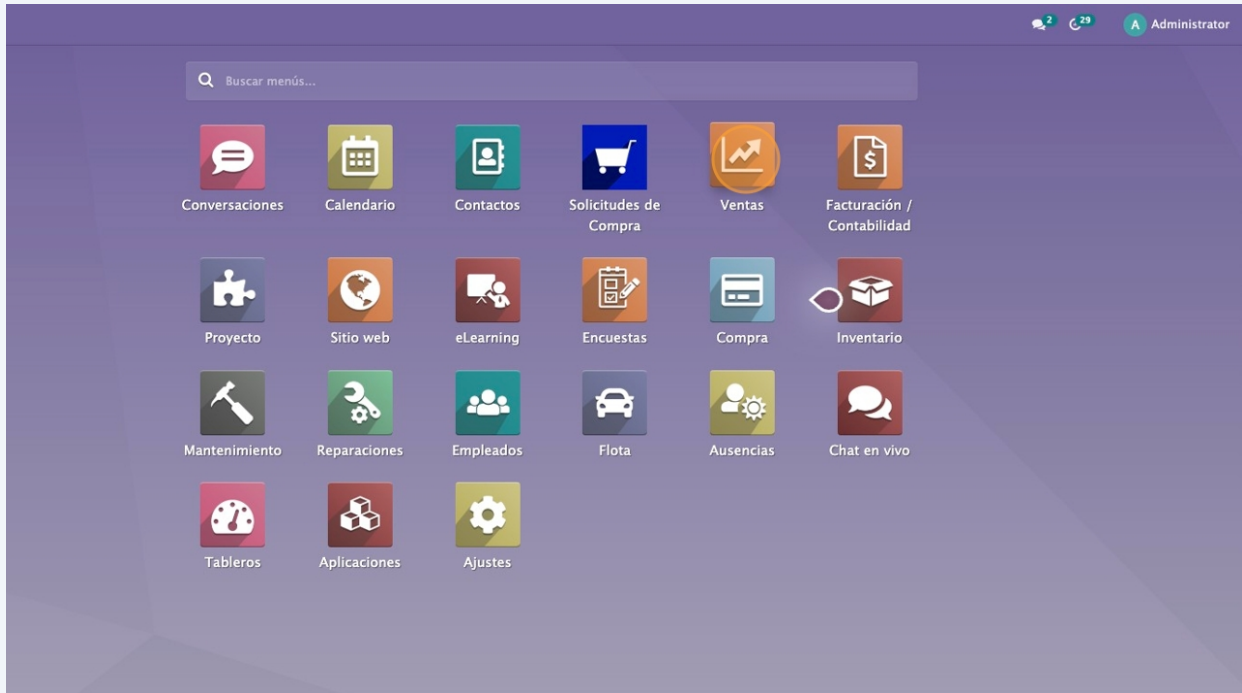 2
29
A
Administrator
Buscar menús...
Conversaciones
Calendario
Contactos
Solicitudes de
Compra
Ventas
Facturación /
Contabilidad
Proyecto
Sitio web
eLearning
Encuestas
Compra
Inventario
Mantenimiento
Reparaciones
Empleados
Flota
Ausencias
Chat en vivo
Tableros
Aplicaciones
Ajustes